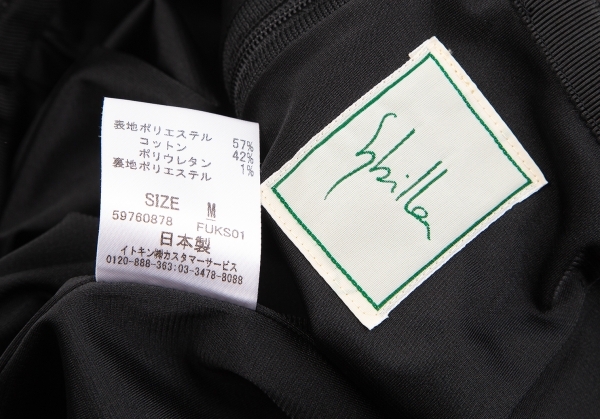 表地ポリエステル 57%
コットン 42%
ポリウレタン 1%
裏地ポリエステル
SIZE M
59760878 FUKS01
日本製
イトキン㈱カスタマーサービス
0120-888-363:03-3478-8088
Sybilla